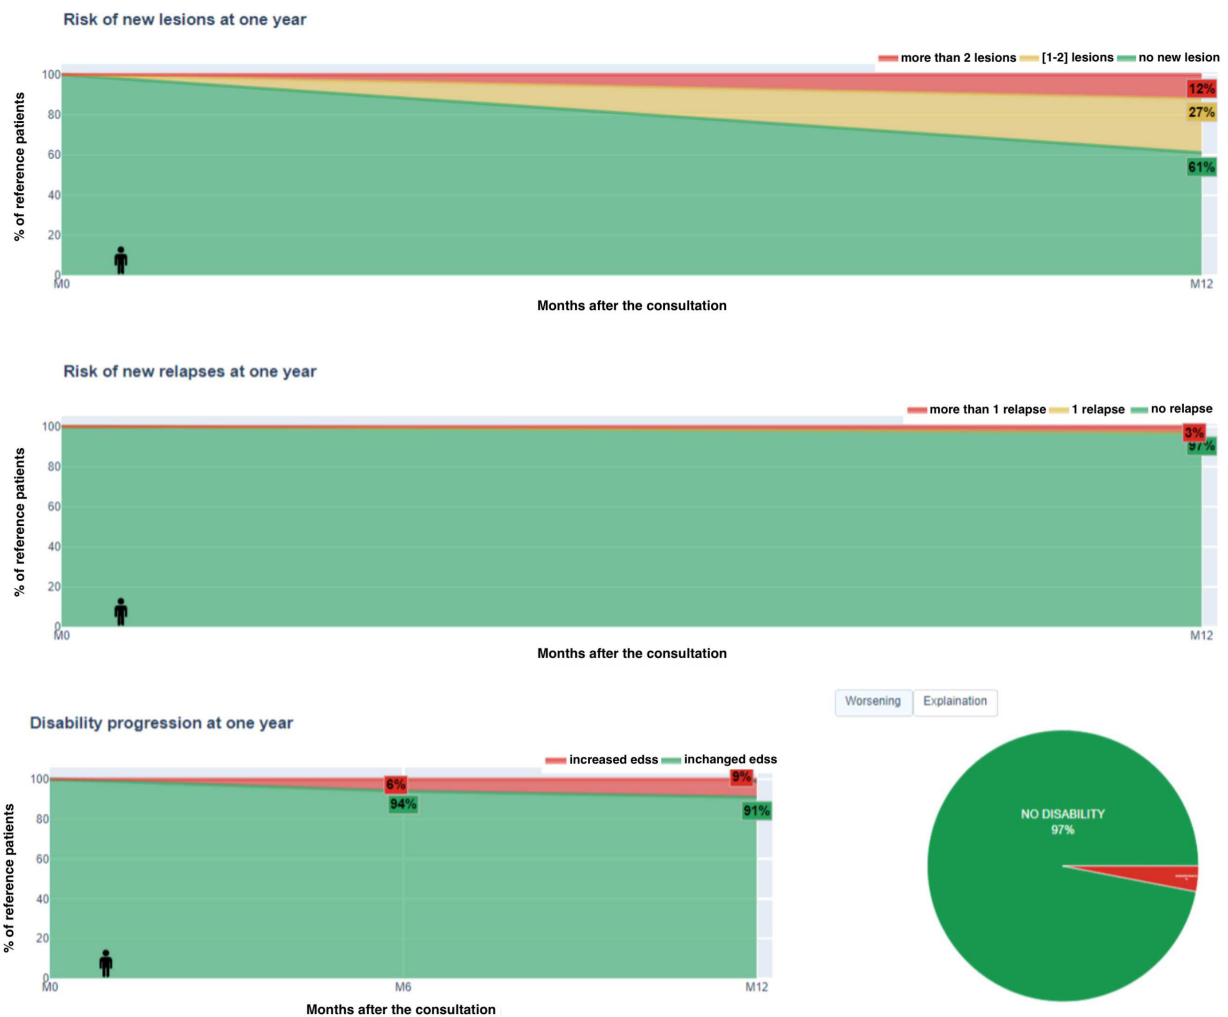 Risk of new lesions at one year
more than 2 lesions [1-2] lesions no new lesion
100
12%
80
27%
60
61%
40
20
0
% of reference patients
M0 M12
Months after the consultation
Risk of new relapses at one year
more than 1 relapse 1 relapse no relapse
100
3%
97%
80
60
40
20
0
% of reference patients
M0 M12
Months after the consultation
Worsening Explaination
Disability progression at one year
increased edss inchanged edss
100
6% 9%
94% 91%
80
60
40
20
0
% of reference patients
M0 M6 M12
Months after the consultation
NO DISABILITY
97%